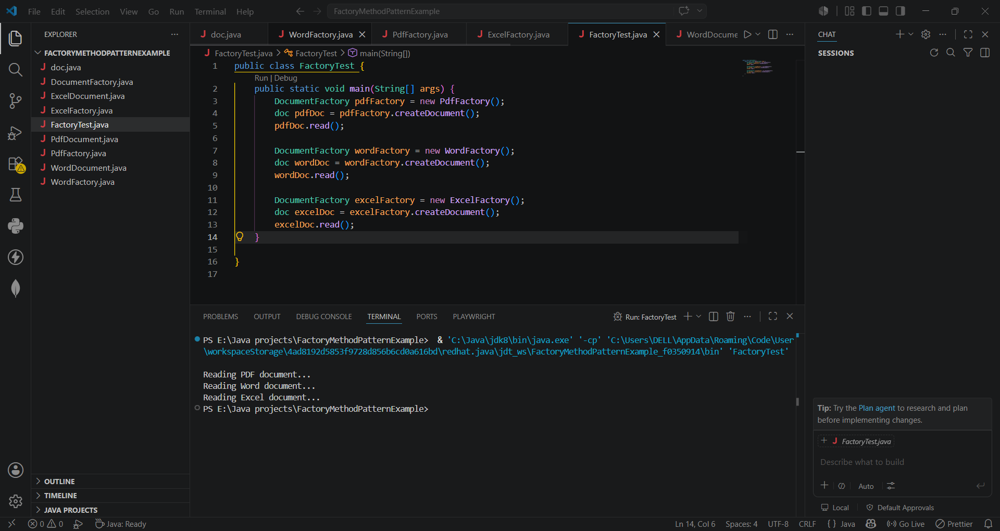 File Edit Selection View Go Run Terminal Help
FactoryMethodPatternExample
EXPLORER
FACTORYMETHODPATTERNEXAMPLE
doc.java
DocumentFactory.java
ExcelDocument.java
ExcelFactory.java
FactoryTest.java
PdfDocument.java
PdfFactory.java
WordDocument.java
WordFactory.java
OUTLINE
TIMELINE
JAVA PROJECTS
doc.java WordFactory.java PdfFactory.java ExcelFactory.java FactoryTest.java WordDocume
FactoryTest.java > FactoryTest > main(String[])
1 public class FactoryTest {
Run | Debug
2 public static void main(String[] args) {
3 DocumentFactory pdfFactory = new PdfFactory();
4 doc pdfDoc = pdfFactory.createDocument();
5 pdfDoc.read();
6
7 DocumentFactory wordFactory = new WordFactory();
8 doc wordDoc = wordFactory.createDocument();
9 wordDoc.read();
10
11 DocumentFactory excelFactory = new ExcelFactory();
12 doc excelDoc = excelFactory.createDocument();
13 excelDoc.read();
14 }
15
16 }
17
PROBLEMS OUTPUT DEBUG CONSOLE TERMINAL PORTS PLAYWRIGHT
Run: FactoryTest
PS E:\Java projects\FactoryMethodPatternExample> & 'C:\Java\jdk8\bin\java.exe' '-cp' 'C:\Users\DELL\AppData\Roaming\Code\User
\workspaceStorage\4ad8192d5853f9728d856b6cd0a616bd\redhat.java\jdt_ws\FactoryMethodPatternExample_f0350914\bin' 'FactoryTest'
Reading PDF document...
Reading Word document...
Reading Excel document...
PS E:\Java projects\FactoryMethodPatternExample>
CHAT
SESSIONS
Tip: Try the Plan agent to research and plan
before implementing changes.
FactoryTest.java
Describe what to build
Auto
Local Default Approvals
0 0 Java: Ready
Ln 14, Col 6 Spaces: 4 UTF-8 CRLF {} Java Go Live Prettier